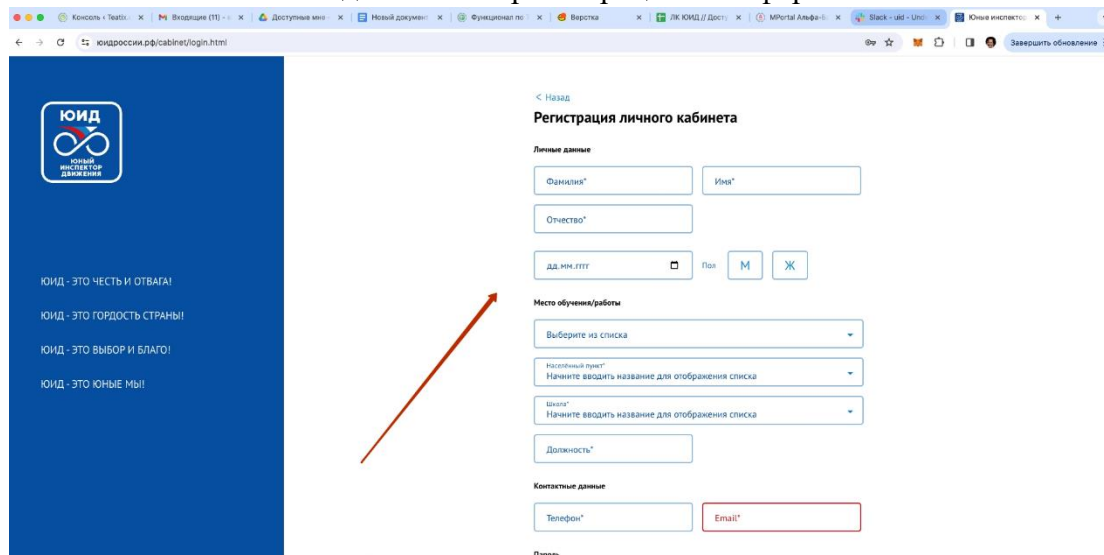 Консоль ‹ Teatix
Входящие (11) - 
Доступные мне - 
Новый документ
Функционал по
Верстка
ЛК ЮИД // Дост
MPortal Альфа-Б
Slack - uid - Und
Юные инспектор
юидроссии.рф/cabinet/login.html
Завершить обновление
ЮИД
ЮНЫЙ
ИНСПЕКТОР
ДВИЖЕНИЯ
ЮИД - ЭТО ЧЕСТЬ И ОТВАГА!
ЮИД - ЭТО ГОРДОСТЬ СТРАНЫ!
ЮИД - ЭТО ВЫБОР И БЛАГО!
ЮИД - ЭТО ЮНЫЕ МЫ!
< Назад
Регистрация личного кабинета
Личные данные
Фамилия* Имя*
Отчество*
дд.мм.гггг Пол М Ж
Место обучения/работы
Выберите из списка
Населённый пункт*
Начните вводить название для отображения списка
Школа*
Начните вводить название для отображения списка
Должность*
Контактные данные
Телефон* Email*
Пароль